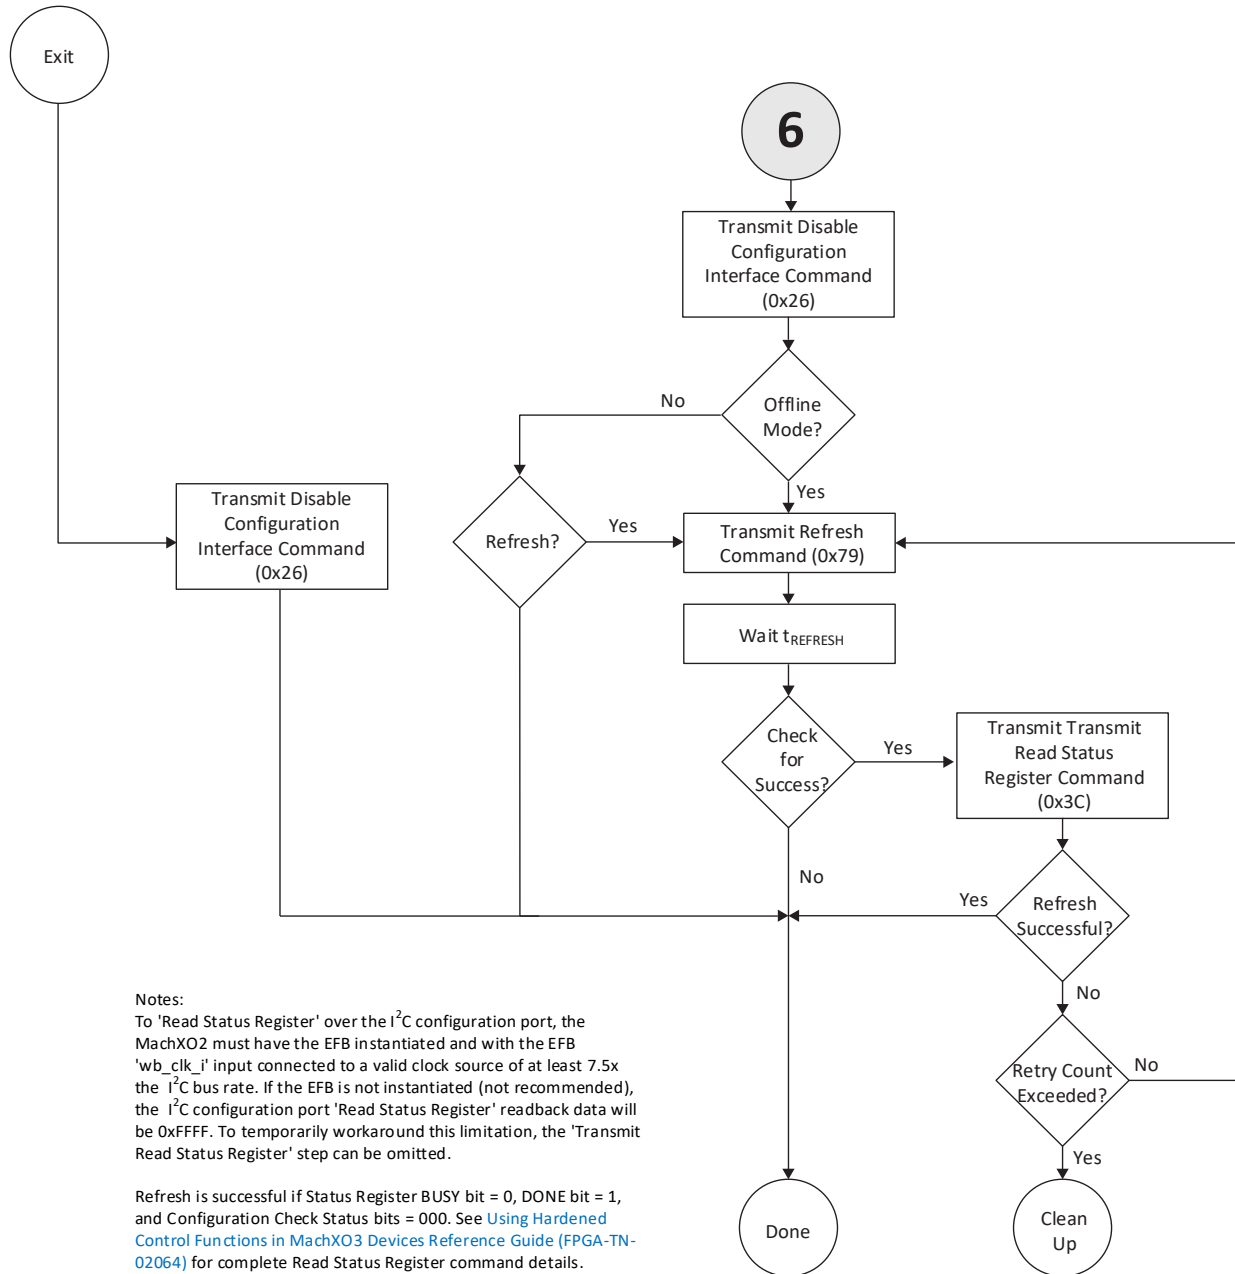 Exit
6
Transmit Disable
Configuration
Interface Command
(0x26)
No
Offline
Mode?
Yes
Transmit Disable
Configuration
Interface Command
(0x26)
Refresh?
Yes
Transmit Refresh
Command (0x79)
Wait tREFRESH
Check
for
Success?
Yes
Transmit Transmit
Read Status
Register Command
(0x3C)
No
Yes
Refresh
Successful?
No
Retry Count
Exceeded?
No
Yes
Done
Clean
Up
Notes:
To 'Read Status Register' over the I2C configuration port, the
MachXO2 must have the EFB instantiated and with the EFB
'wb_clk_i' input connected to a valid clock source of at least 7.5x
the I2C bus rate. If the EFB is not instantiated (not recommended),
the I2C configuration port 'Read Status Register' readback data will
be 0xFFFF. To temporarily workaround this limitation, the 'Transmit
Read Status Register' step can be omitted.
Refresh is successful if Status Register BUSY bit = 0, DONE bit = 1,
and Configuration Check Status bits = 000. See Using Hardened
Control Functions in MachXO3 Devices Reference Guide (FPGA-TN-
02064) for complete Read Status Register command details.